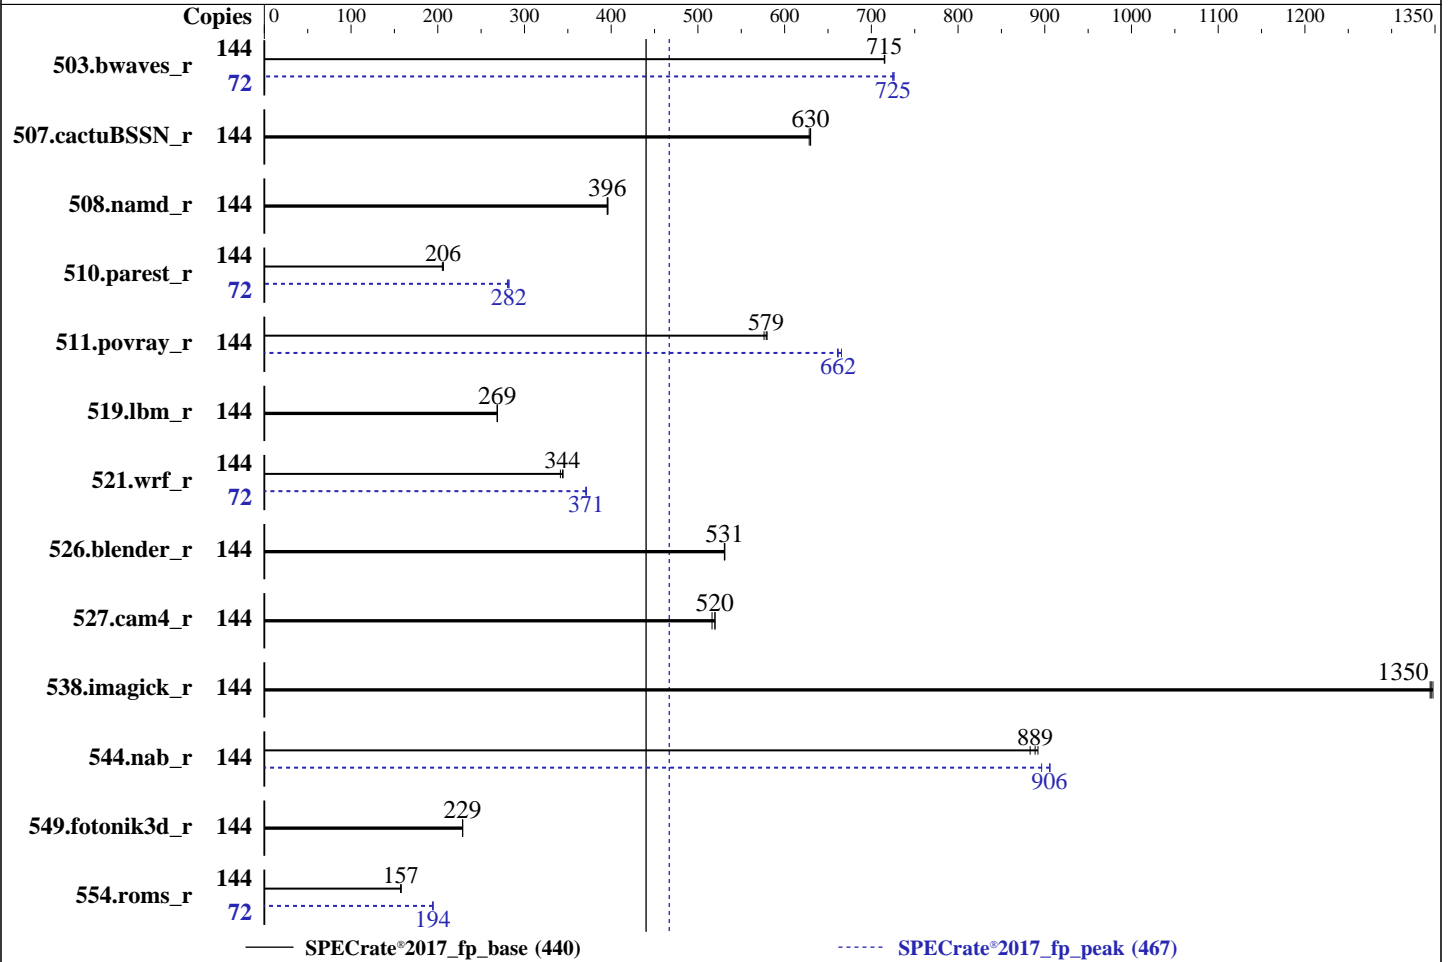 Copies 0 100 200 300 400 500 600 700 800 900 1000 1100 1200 1350
503.bwaves_r 144 715
72 725
507.cactuBSSN_r 144 630
508.namd_r 144 396
510.parest_r 144 206
72 282
511.povray_r 144 579
662
519.lbm_r 144 269
521.wrf_r 144 344
72 371
526.blender_r 144 531
527.cam4_r 144 520
538.imagick_r 144 1350
544.nab_r 144 889
906
549.fotonik3d_r 144 229
554.roms_r 144 157
72 194
SPECrate®2017_fp_base (440) SPECrate®2017_fp_peak (467)